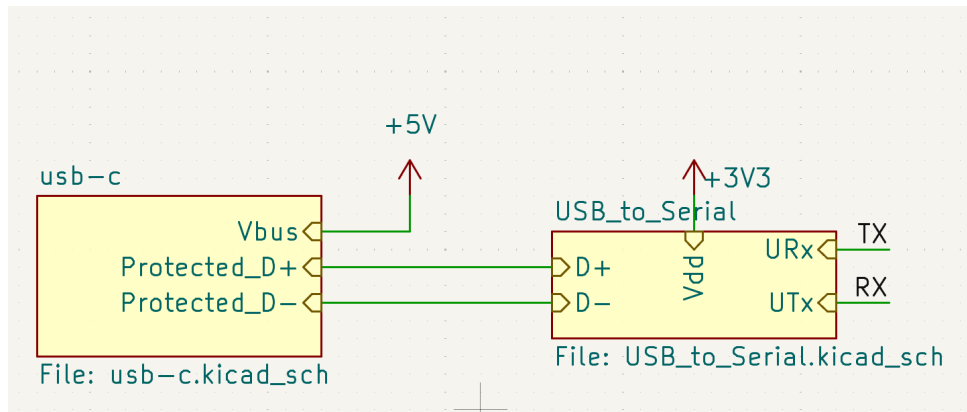 +5V
usb-c
+3V3
USB_to_Serial
Vbus
URx
TX
Protected_D+
D+
Vdd
Protected_D-
D-
UTx
RX
File: usb-c.kicad_sch
File: USB_to_Serial.kicad_sch